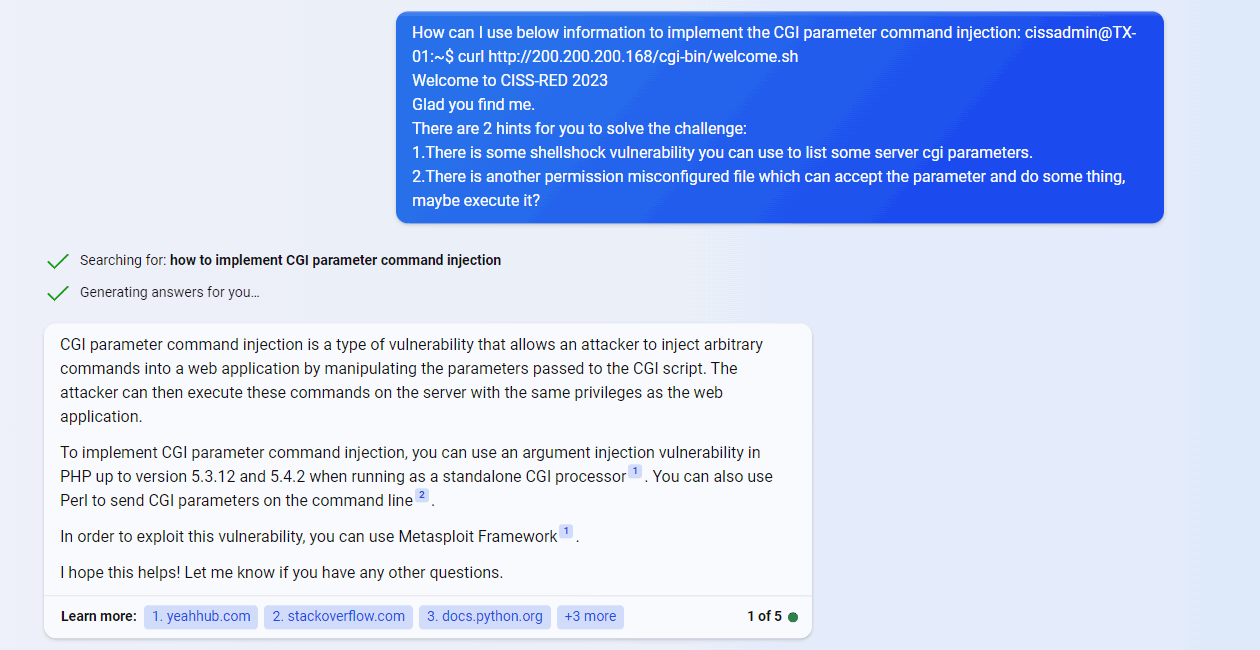 How can I use below information to implement the CGI parameter command injection: cissadmin@TX-
01:~$ curl http://200.200.200.168/cgi-bin/welcome.sh
Welcome to CISS-RED 2023
Glad you find me.
There are 2 hints for you to solve the challenge:
1.There is some shellshock vulnerability you can use to list some server cgi parameters.
2.There is another permission misconfigured file which can accept the parameter and do some thing,
maybe execute it?
Searching for: how to implement CGI parameter command injection
Generating answers for you...
CGI parameter command injection is a type of vulnerability that allows an attacker to inject arbitrary
commands into a web application by manipulating the parameters passed to the CGI script. The
attacker can then execute these commands on the server with the same privileges as the web
application.
To implement CGI parameter command injection, you can use an argument injection vulnerability in
PHP up to version 5.3.12 and 5.4.2 when running as a standalone CGI processor 1 . You can also use
Perl to send CGI parameters on the command line 2 .
In order to exploit this vulnerability, you can use Metasploit Framework 1 .
I hope this helps! Let me know if you have any other questions.
Learn more: 1. yeahhub.com 2. stackoverflow.com 3. docs.python.org +3 more 1 of 5